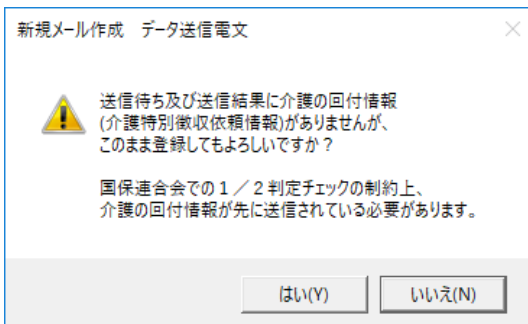 新規メール作成　データ送信電文
送信待ち及び送信結果に介護の回付情報
(介護特別徴収依頼情報)がありませんが、
このまま登録してもよろしいですか？
国保連合会での１／２判定チェックの制約上、
介護の回付情報が先に送信されている必要があります。
はい(Y)
いいえ(N)